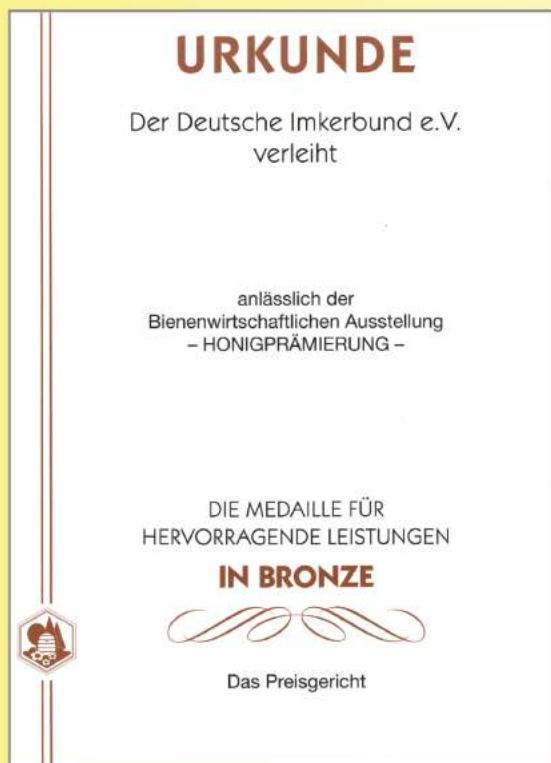 URKUNDE
Der Deutsche Imkerbund e.V.
verleiht
anlässlich der
Bienenwirtschaftlichen Ausstellung
– HONIGPRÄMIERUNG –
DIE MEDAILLE FÜR
HERVORRAGENDE LEISTUNGEN
IN BRONZE
Das Preisgericht